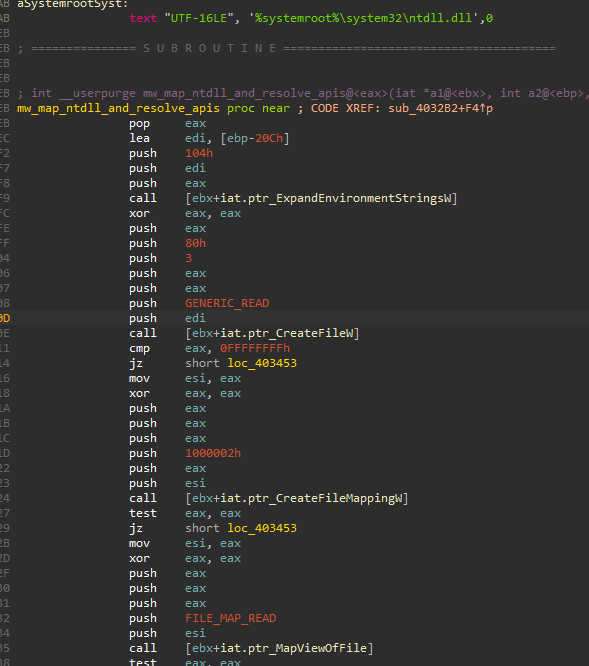 AB aSystemrootSyst:
AB text "UTF-16LE", '%systemroot%\system32\ntdll.dll',0
EB
EB ; =============== S U B R O U T I N E =======================================
EB
EB
EB ; int __userpurge mw_map_ntdll_and_resolve_apis@<eax>(iat *a1@<ebx>, int a2@<ebp>,
EB mw_map_ntdll_and_resolve_apis proc near ; CODE XREF: sub_4032B2+F4↑p
EB pop eax
EC lea edi, [ebp-20Ch]
F2 push 104h
F7 push edi
F8 push eax
F9 call [ebx+iat.ptr_ExpandEnvironmentStringsW]
FC xor eax, eax
FE push eax
FF push 80h
04 push 3
06 push eax
07 push eax
08 push GENERIC_READ
0D push edi
0E call [ebx+iat.ptr_CreateFileW]
11 cmp eax, 0FFFFFFFFh
14 jz short loc_403453
16 mov esi, eax
18 xor eax, eax
1A push eax
1B push eax
1C push eax
1D push 1000002h
22 push eax
23 push esi
24 call [ebx+iat.ptr_CreateFileMappingW]
27 test eax, eax
29 jz short loc_403453
2B mov esi, eax
2D xor eax, eax
2F push eax
30 push eax
31 push eax
32 push FILE_MAP_READ
34 push esi
35 call [ebx+iat.ptr_MapViewOfFile]
38 test eax, eax